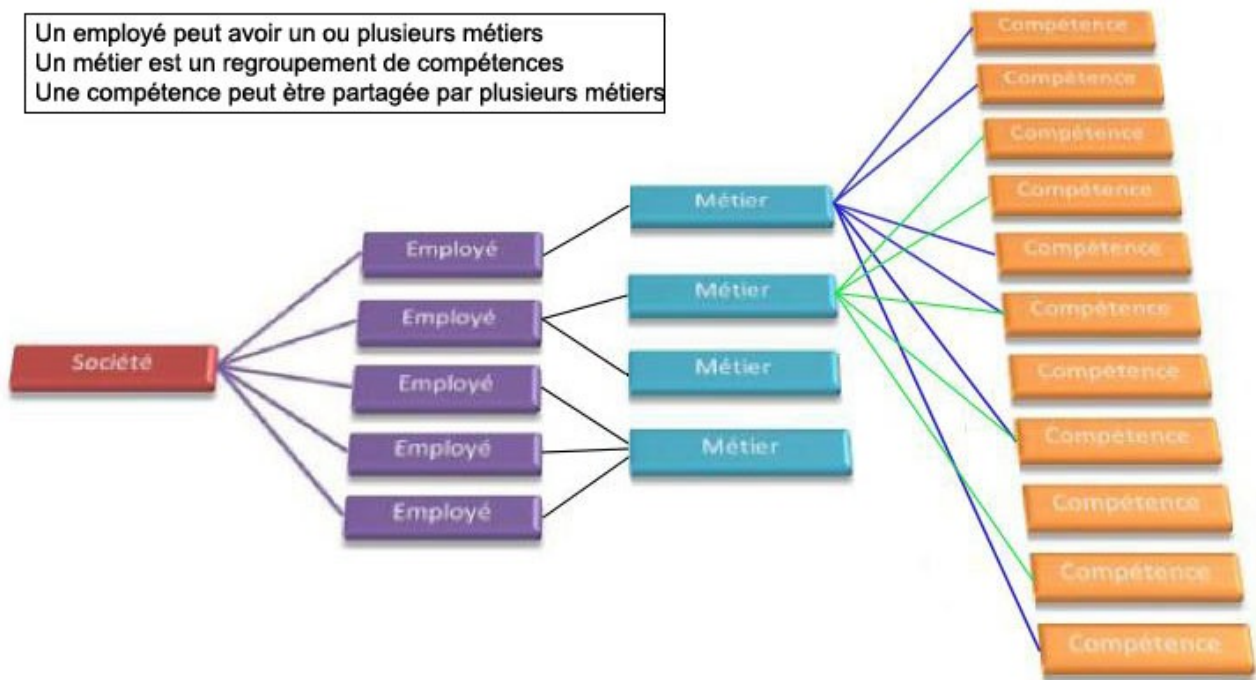 Un employé peut avoir un ou plusieurs métiers
Un métier est un regroupement de compétences
Une compétence peut ètre partagée par plusieurs métiers
Société
Employé
Employé
Employé
Employé
Employé
Métier
Métier
Métier
Métier
Compétence
Compétence
Compétence
Compétence
Compétence
Compétence
Compétence
Compétence
Compétence
Compétence
Compétence